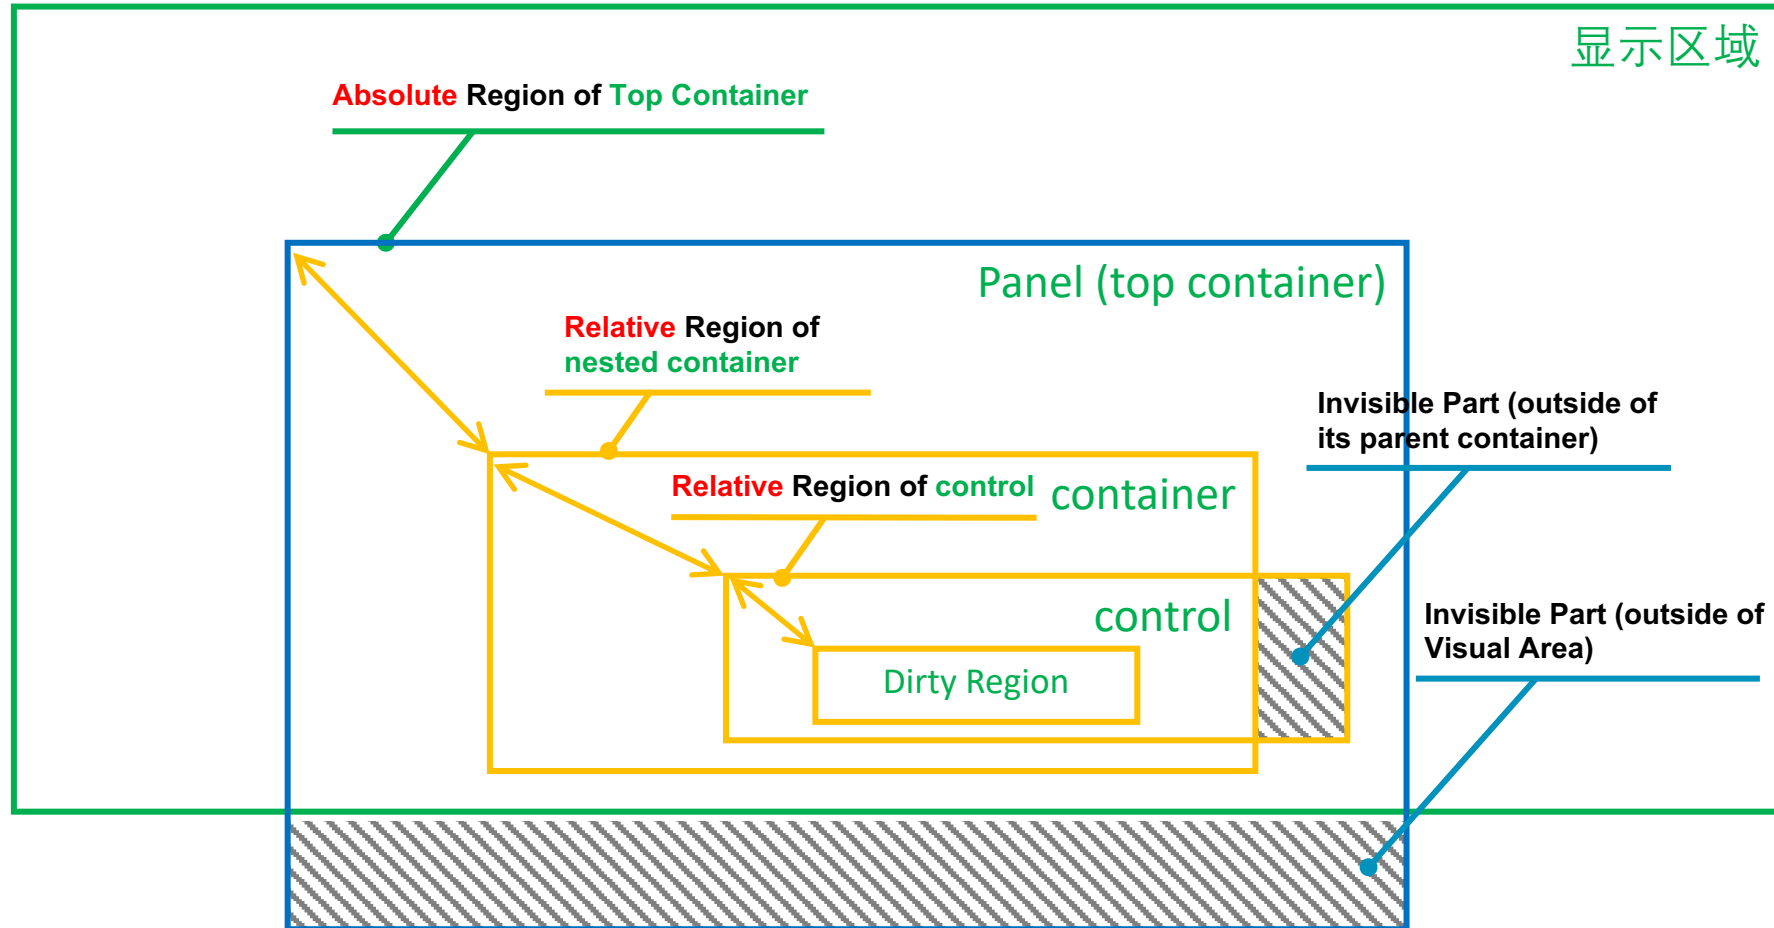 显示区域
Absolute Region of Top Container
Panel (top container)
Relative Region of
nested container
Invisible Part (outside of
its parent container)
Relative Region of control
container
control
Invisible Part (outside of
Visual Area)
Dirty Region